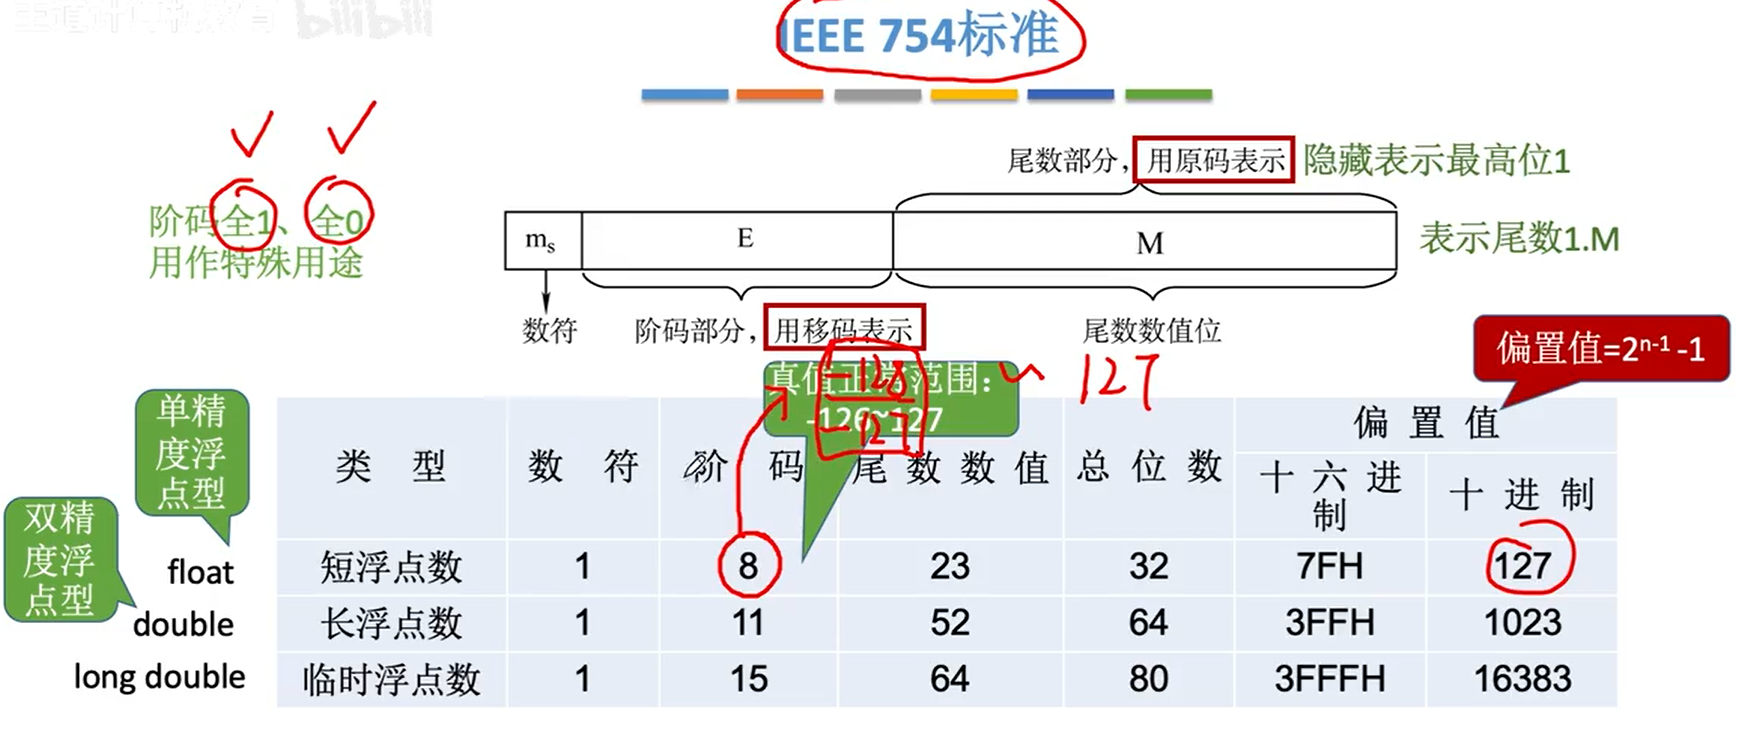 bilibili
IEEE 754标准
尾数部分，用原码表示 隐藏表示最高位1
阶码全1、全0
用作特殊用途
mₛ E M
表示尾数1.M
数符 阶码部分，用移码表示 尾数数值位
偏置值=2ⁿ⁻¹ -1
真值正常范围：
-126~127
-128
-127
~ 127
单精
度浮
点型
双精
度浮
点型
类 型 数 符 阶 码 尾数数值 总位数 偏置值
十六进制 十进制
float 短浮点数 1 8 23 32 7FH 127
double 长浮点数 1 11 52 64 3FFH 1023
long double 临时浮点数 1 15 64 80 3FFFH 16383